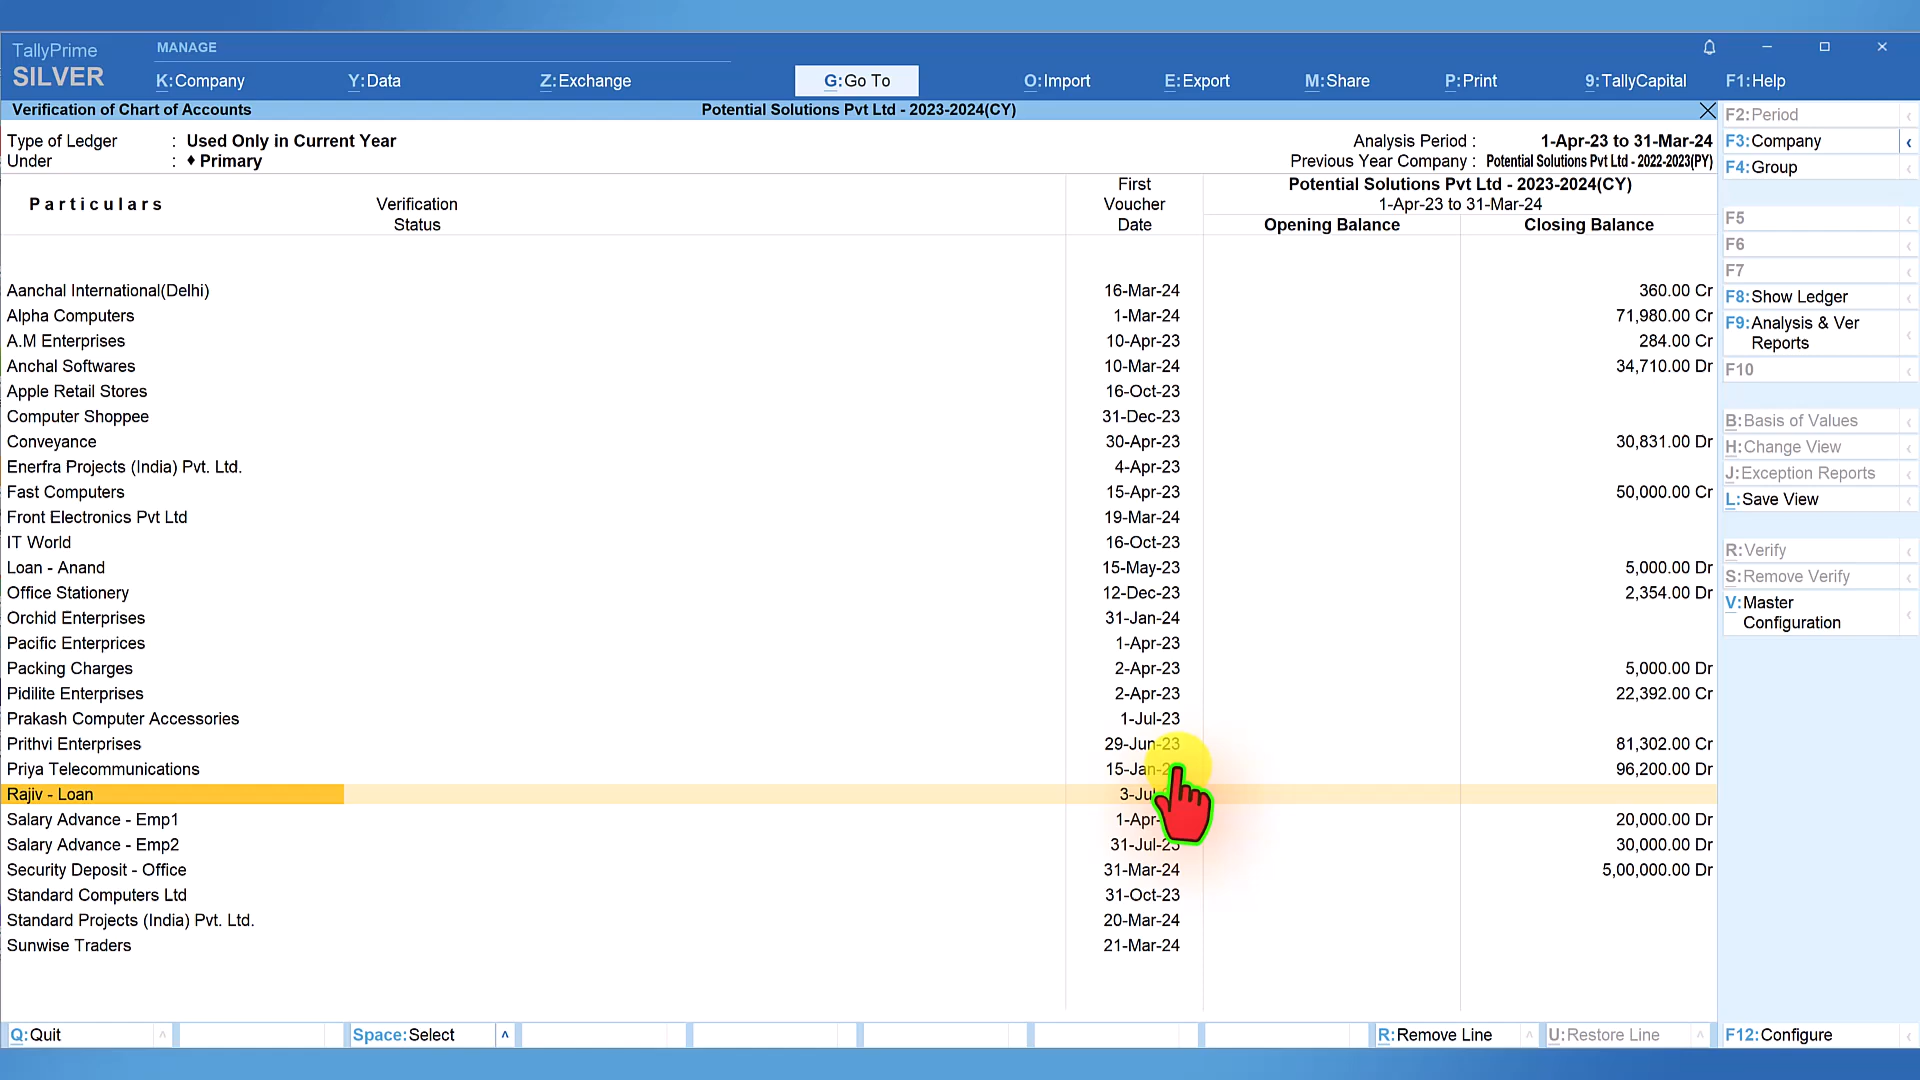 TallyPrime
SILVER
MANAGE
K:Company Y:Data Z:Exchange G:Go To O:Import E:Export M:Share P:Print 9:TallyCapital F1:Help
Verification of Chart of Accounts Potential Solutions Pvt Ltd - 2023-2024(CY)
Type of Ledger : Used Only in Current Year Analysis Period : 1-Apr-23 to 31-Mar-24
Under : ♦ Primary Previous Year Company : Potential Solutions Pvt Ltd - 2022-2023(PY)
Particulars Verification Status First Voucher Date Potential Solutions Pvt Ltd - 2023-2024(CY)
1-Apr-23 to 31-Mar-24
Opening Balance Closing Balance
Aanchal International(Delhi) 16-Mar-24 360.00 Cr
Alpha Computers 1-Mar-24 71,980.00 Cr
A.M Enterprises 10-Apr-23 284.00 Cr
Anchal Softwares 10-Mar-24 34,710.00 Dr
Apple Retail Stores 16-Oct-23
Computer Shoppee 31-Dec-23
Conveyance 30-Apr-23 30,831.00 Dr
Enerfra Projects (India) Pvt. Ltd. 4-Apr-23
Fast Computers 15-Apr-23 50,000.00 Cr
Front Electronics Pvt Ltd 19-Mar-24
IT World 16-Oct-23
Loan - Anand 15-May-23 5,000.00 Dr
Office Stationery 12-Dec-23 2,354.00 Dr
Orchid Enterprises 31-Jan-24
Pacific Enterprices 1-Apr-23
Packing Charges 2-Apr-23 5,000.00 Dr
Pidilite Enterprises 2-Apr-23 22,392.00 Cr
Prakash Computer Accessories 1-Jul-23
Prithvi Enterprises 29-Jun-23 81,302.00 Cr
Priya Telecommunications 15-Jan- 96,200.00 Dr
Rajiv - Loan 3-Jul
Salary Advance - Emp1 1-Apr- 20,000.00 Dr
Salary Advance - Emp2 31-Jul-23 30,000.00 Dr
Security Deposit - Office 31-Mar-24 5,00,000.00 Dr
Standard Computers Ltd 31-Oct-23
Standard Projects (India) Pvt. Ltd. 20-Mar-24
Sunwise Traders 21-Mar-24
F2:Period
F3:Company
F4:Group
F5
F6
F7
F8:Show Ledger
F9:Analysis & Ver
Reports
F10
B:Basis of Values
H:Change View
J:Exception Reports
L:Save View
R:Verify
S:Remove Verify
V:Master
Configuration
Q:Quit Space:Select R:Remove Line U:Restore Line F12:Configure